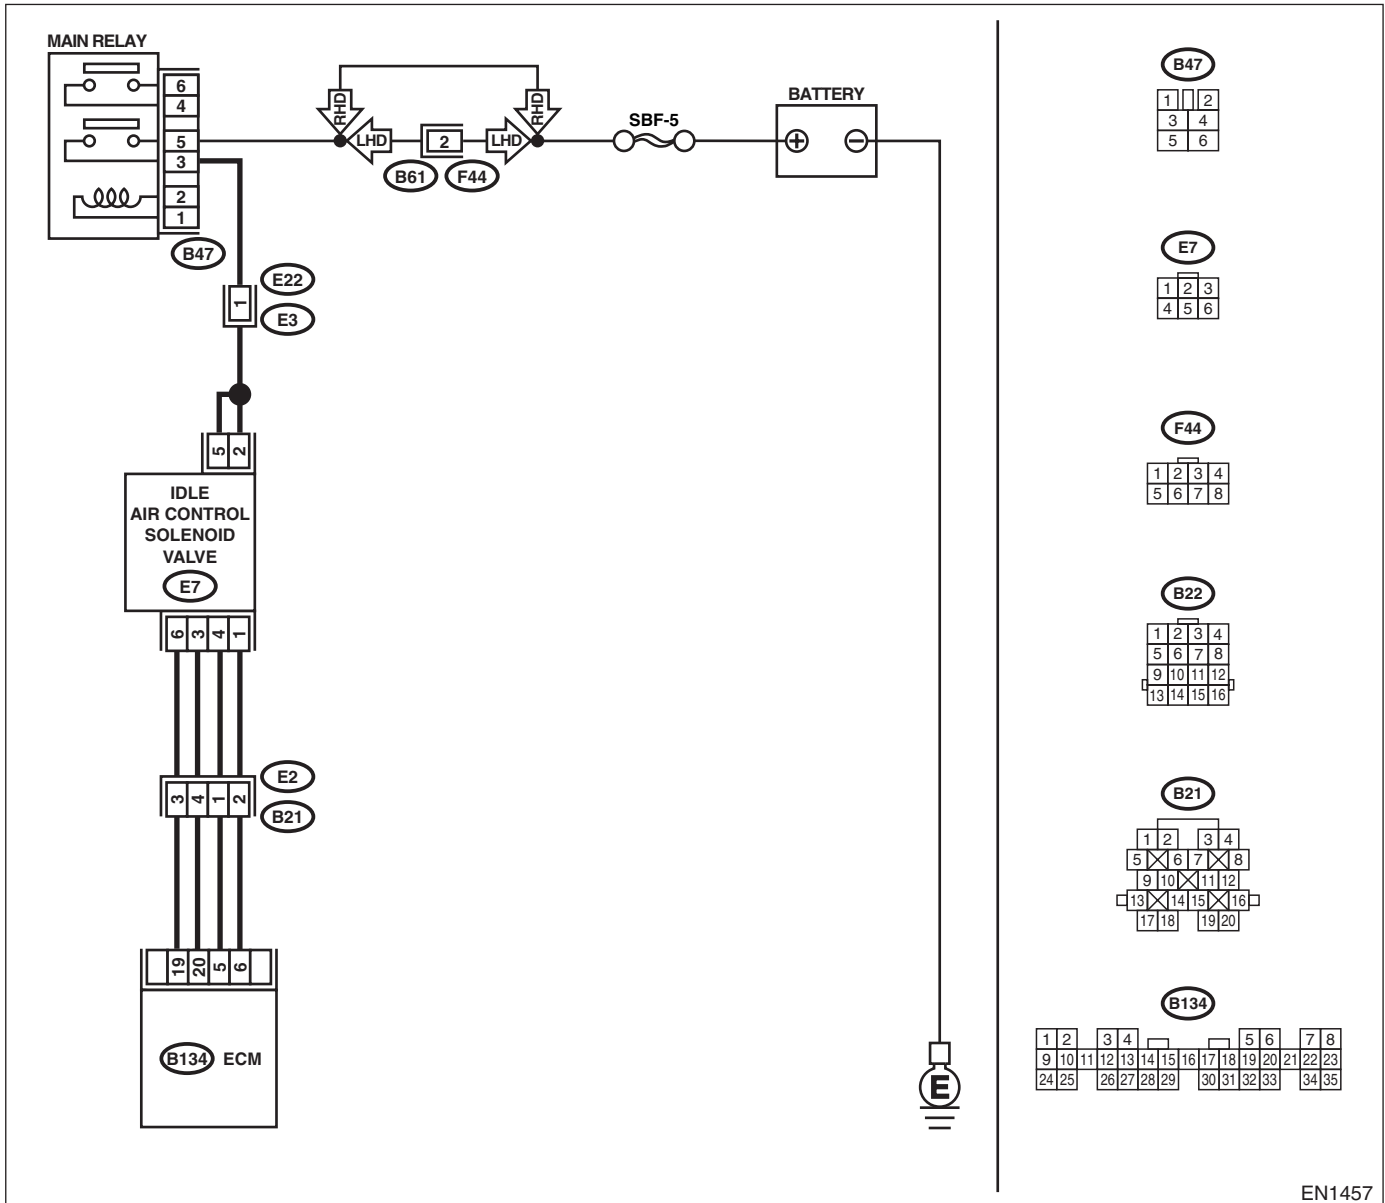 MAIN RELAY
6
4
5
3
2
1
B47
RHD
LHD
2
LHD
RHD
B61
F44
SBF-5
BATTERY
+
−
1
E22
E3
5 2
IDLE
AIR CONTROL
SOLENOID
VALVE
E7
6 3 4 1
3 4 1 2
E2
B21
19 20 5 6
B134 ECM
E
B47
1 2
3 4
5 6
E7
1 2 3
4 5 6
F44
1 2 3 4
5 6 7 8
B22
1 2 3 4
5 6 7 8
9 10 11 12
13 14 15 16
B21
1 2 3 4
5 6 7 8
9 10 11 12
13 14 15 16
17 18 19 20
B134
1 2 3 4 5 6 7 8
9 10 11 12 13 14 15 16 17 18 19 20 21 22 23
24 25 26 27 28 29 30 31 32 33 34 35
EN1457